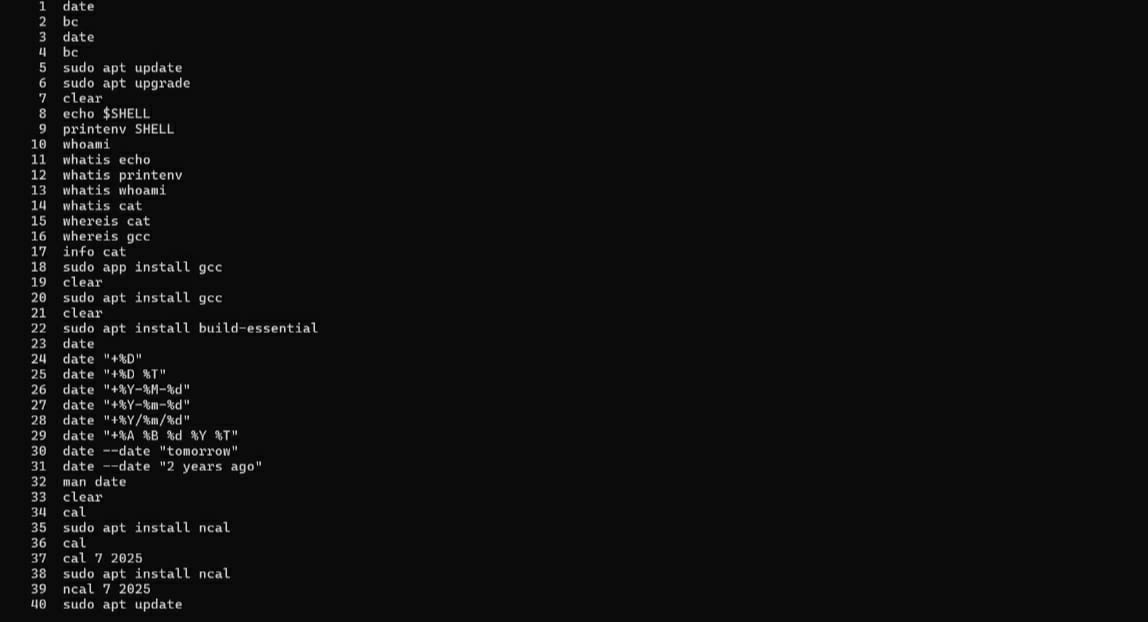 1 date
2 bc
3 date
4 bc
5 sudo apt update
6 sudo apt upgrade
7 clear
8 echo $SHELL
9 printenv SHELL
10 whoami
11 whatis echo
12 whatis printenv
13 whatis whoami
14 whatis cat
15 whereis cat
16 whereis gcc
17 info cat
18 sudo app install gcc
19 clear
20 sudo apt install gcc
21 clear
22 sudo apt install build-essential
23 date
24 date "+%D"
25 date "+%D %T"
26 date "+%Y-%M-%d"
27 date "+%Y-%m-%d"
28 date "+%Y/%m/%d"
29 date "+%A %B %d %Y %T"
30 date --date "tomorrow"
31 date --date "2 years ago"
32 man date
33 clear
34 cal
35 sudo apt install ncal
36 cal
37 cal 7 2025
38 sudo apt install ncal
39 ncal 7 2025
40 sudo apt update